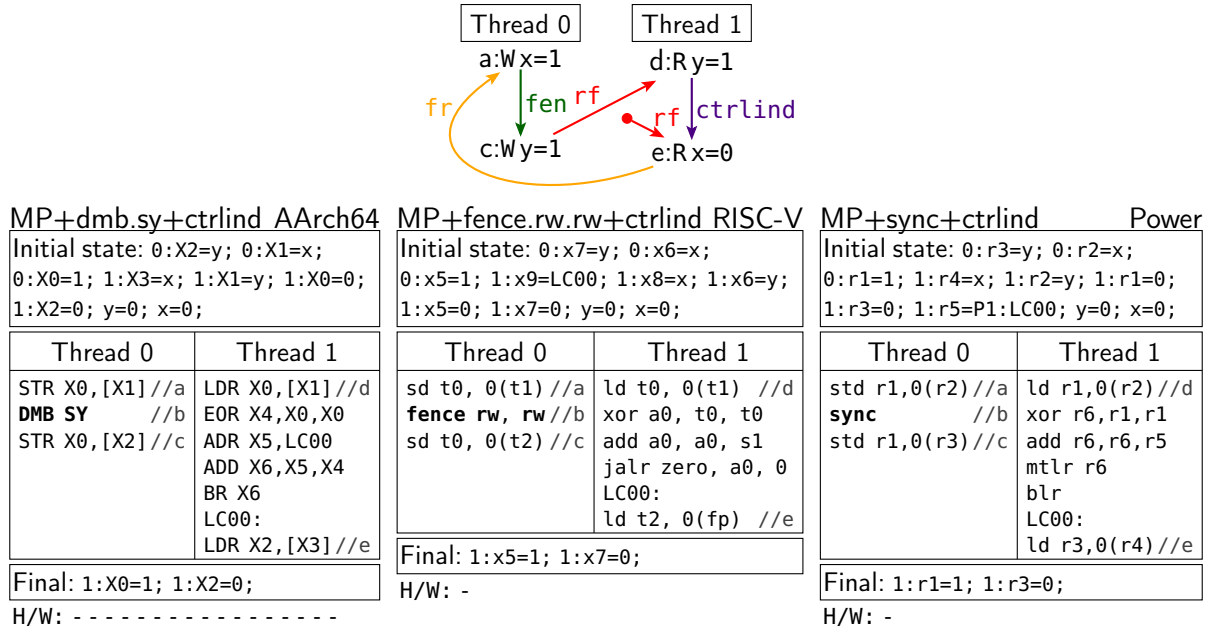 Thread 0 Thread 1
a:W x=1 d:R y=1
fr fen rf rf ctrlind
c:W y=1 e:R x=0
MP+dmb.sy+ctrlind AArch64
Initial state: 0:X2=y; 0:X1=x;
0:X0=1; 1:X3=x; 1:X1=y; 1:X0=0;
1:X2=0; y=0; x=0;
Thread 0 Thread 1
STR X0,[X1]//a LDR X0,[X1]//d
DMB SY //b EOR X4,X0,X0
STR X0,[X2]//c ADR X5,LC00
ADD X6,X5,X4
BR X6
LC00:
LDR X2,[X3]//e
Final: 1:X0=1; 1:X2=0;
H/W: - - - - - - - - - - - - - - - - - -
MP+fence.rw.rw+ctrlind RISC-V
Initial state: 0:x7=y; 0:x6=x;
0:x5=1; 1:x9=LC00; 1:x8=x; 1:x6=y;
1:x5=0; 1:x7=0; y=0; x=0;
Thread 0 Thread 1
sd t0, 0(t1) //a ld t0, 0(t1) //d
fence rw, rw //b xor a0, t0, t0
sd t0, 0(t2) //c add a0, a0, s1
jalr zero, a0, 0
LC00:
ld t2, 0(fp) //e
Final: 1:x5=1; 1:x7=0;
H/W: -
MP+sync+ctrlind Power
Initial state: 0:r3=y; 0:r2=x;
0:r1=1; 1:r4=x; 1:r2=y; 1:r1=0;
1:r3=0; 1:r5=P1:LC00; y=0; x=0;
Thread 0 Thread 1
std r1,0(r2)//a ld r1,0(r2)//d
sync //b xor r6,r1,r1
std r1,0(r3)//c add r6,r6,r5
mtlr r6
blr
LC00:
ld r3,0(r4)//e
Final: 1:r1=1; 1:r3=0;
H/W: -